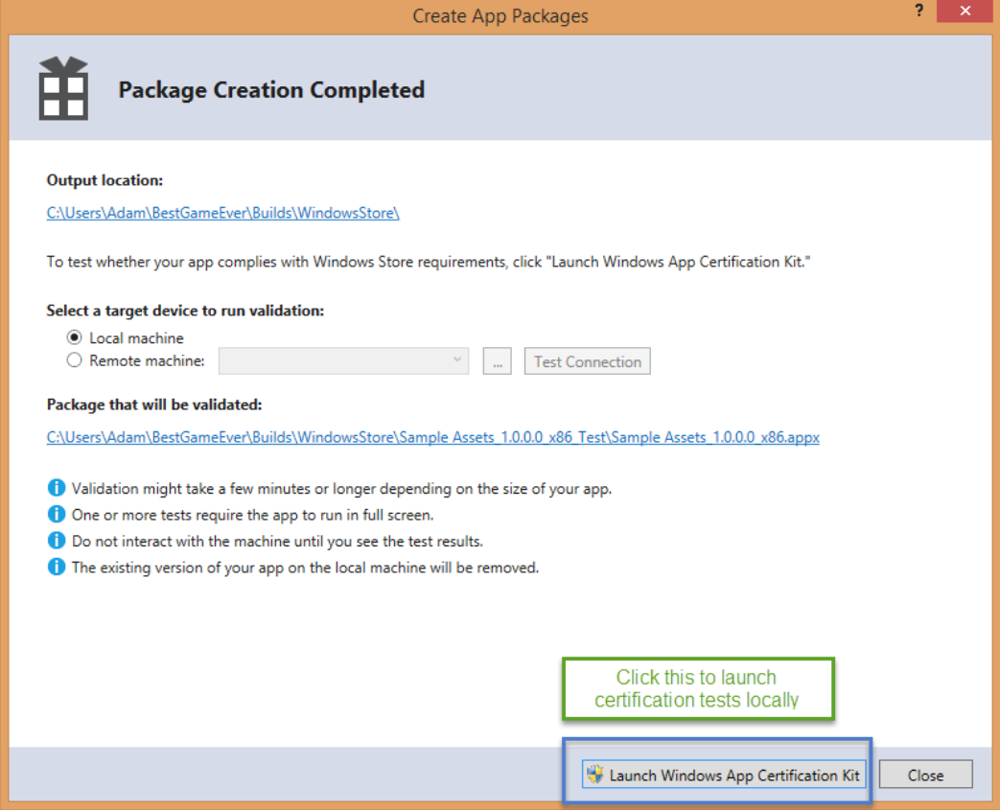 Create App Packages
?
Package Creation Completed
Output location:
C:\Users\Adam\BestGameEver\Builds\WindowsStore\
To test whether your app complies with Windows Store requirements, click "Launch Windows App Certification Kit."
Select a target device to run validation:
Local machine
Remote machine:
...
Test Connection
Package that will be validated:
C:\Users\Adam\BestGameEver\Builds\WindowsStore\Sample Assets_1.0.0.0_x86_Test\Sample Assets_1.0.0.0_x86.appx
Validation might take a few minutes or longer depending on the size of your app.
One or more tests require the app to run in full screen.
Do not interact with the machine until you see the test results.
The existing version of your app on the local machine will be removed.
Click this to launch
certification tests locally
Launch Windows App Certification Kit
Close